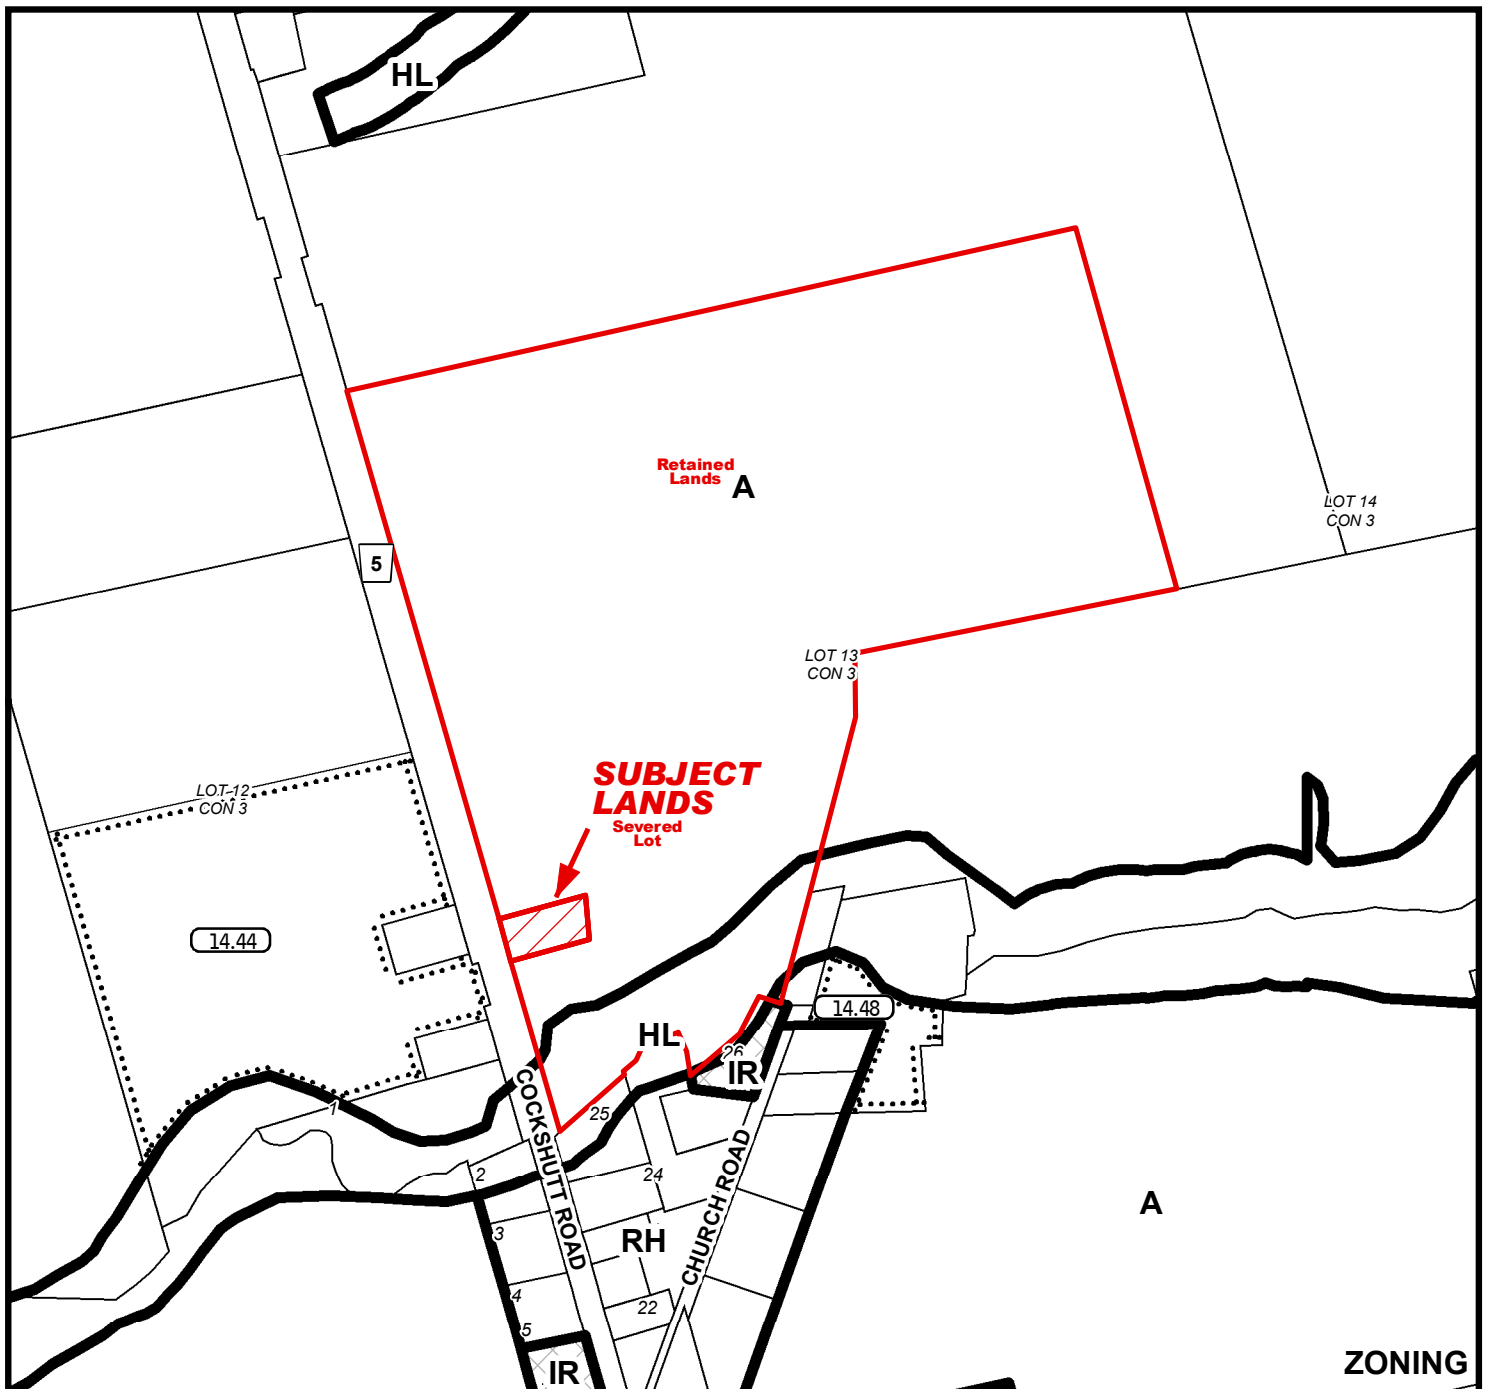 HL
Retained
Lands
A
LOT 14
CON 3
5
LOT 13
CON 3
SUBJECT
LANDS
Severed
Lot
LOT 12
CON 3
14.44
14.48
HL
26
IR
1
25
COCKSHUTT ROAD
2
24
CHURCH ROAD
A
3
RH
4
22
5
IR
ZONING